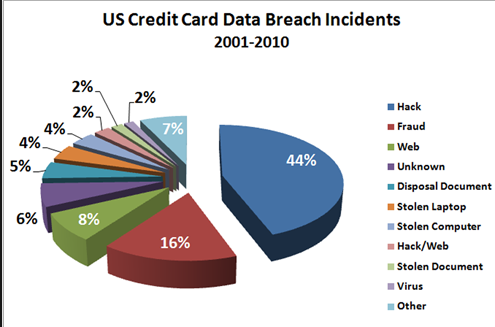 US Credit Card Data Breach Incidents
2001-2010
44%
16%
8%
6%
5%
4%
4%
2%
2%
2%
7%
Hack
Fraud
Web
Unknown
Disposal Document
Stolen Laptop
Stolen Computer
Hack/Web
Stolen Document
Virus
Other